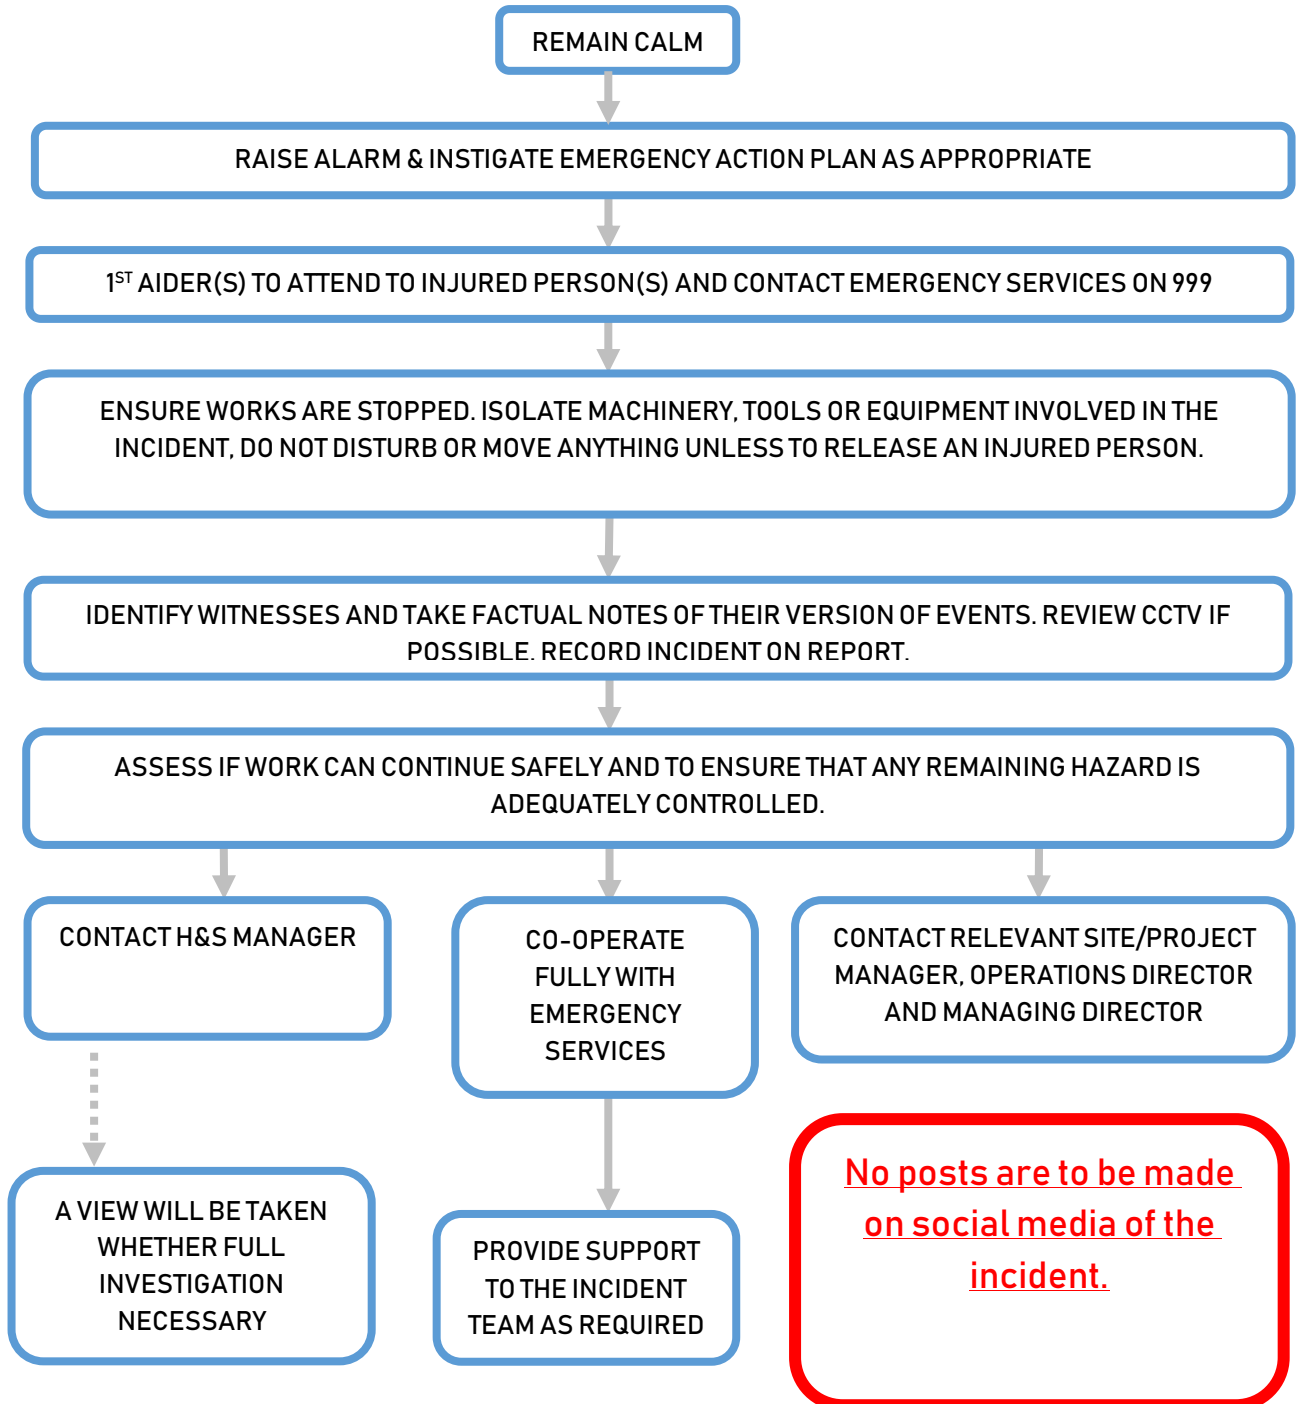 REMAIN CALM
RAISE ALARM & INSTIGATE EMERGENCY ACTION PLAN AS APPROPRIATE
1ST AIDER(S) TO ATTEND TO INJURED PERSON(S) AND CONTACT EMERGENCY SERVICES ON 999
ENSURE WORKS ARE STOPPED. ISOLATE MACHINERY, TOOLS OR EQUIPMENT INVOLVED IN THE
INCIDENT, DO NOT DISTURB OR MOVE ANYTHING UNLESS TO RELEASE AN INJURED PERSON.
IDENTIFY WITNESSES AND TAKE FACTUAL NOTES OF THEIR VERSION OF EVENTS. REVIEW CCTV IF
POSSIBLE. RECORD INCIDENT ON REPORT.
ASSESS IF WORK CAN CONTINUE SAFELY AND TO ENSURE THAT ANY REMAINING HAZARD IS
ADEQUATELY CONTROLLED.
CONTACT H&S MANAGER
CO-OPERATE
FULLY WITH
EMERGENCY
SERVICES
CONTACT RELEVANT SITE/PROJECT
MANAGER, OPERATIONS DIRECTOR
AND MANAGING DIRECTOR
A VIEW WILL BE TAKEN
WHETHER FULL
INVESTIGATION
NECESSARY
PROVIDE SUPPORT
TO THE INCIDENT
TEAM AS REQUIRED
No posts are to be made
on social media of the
incident.